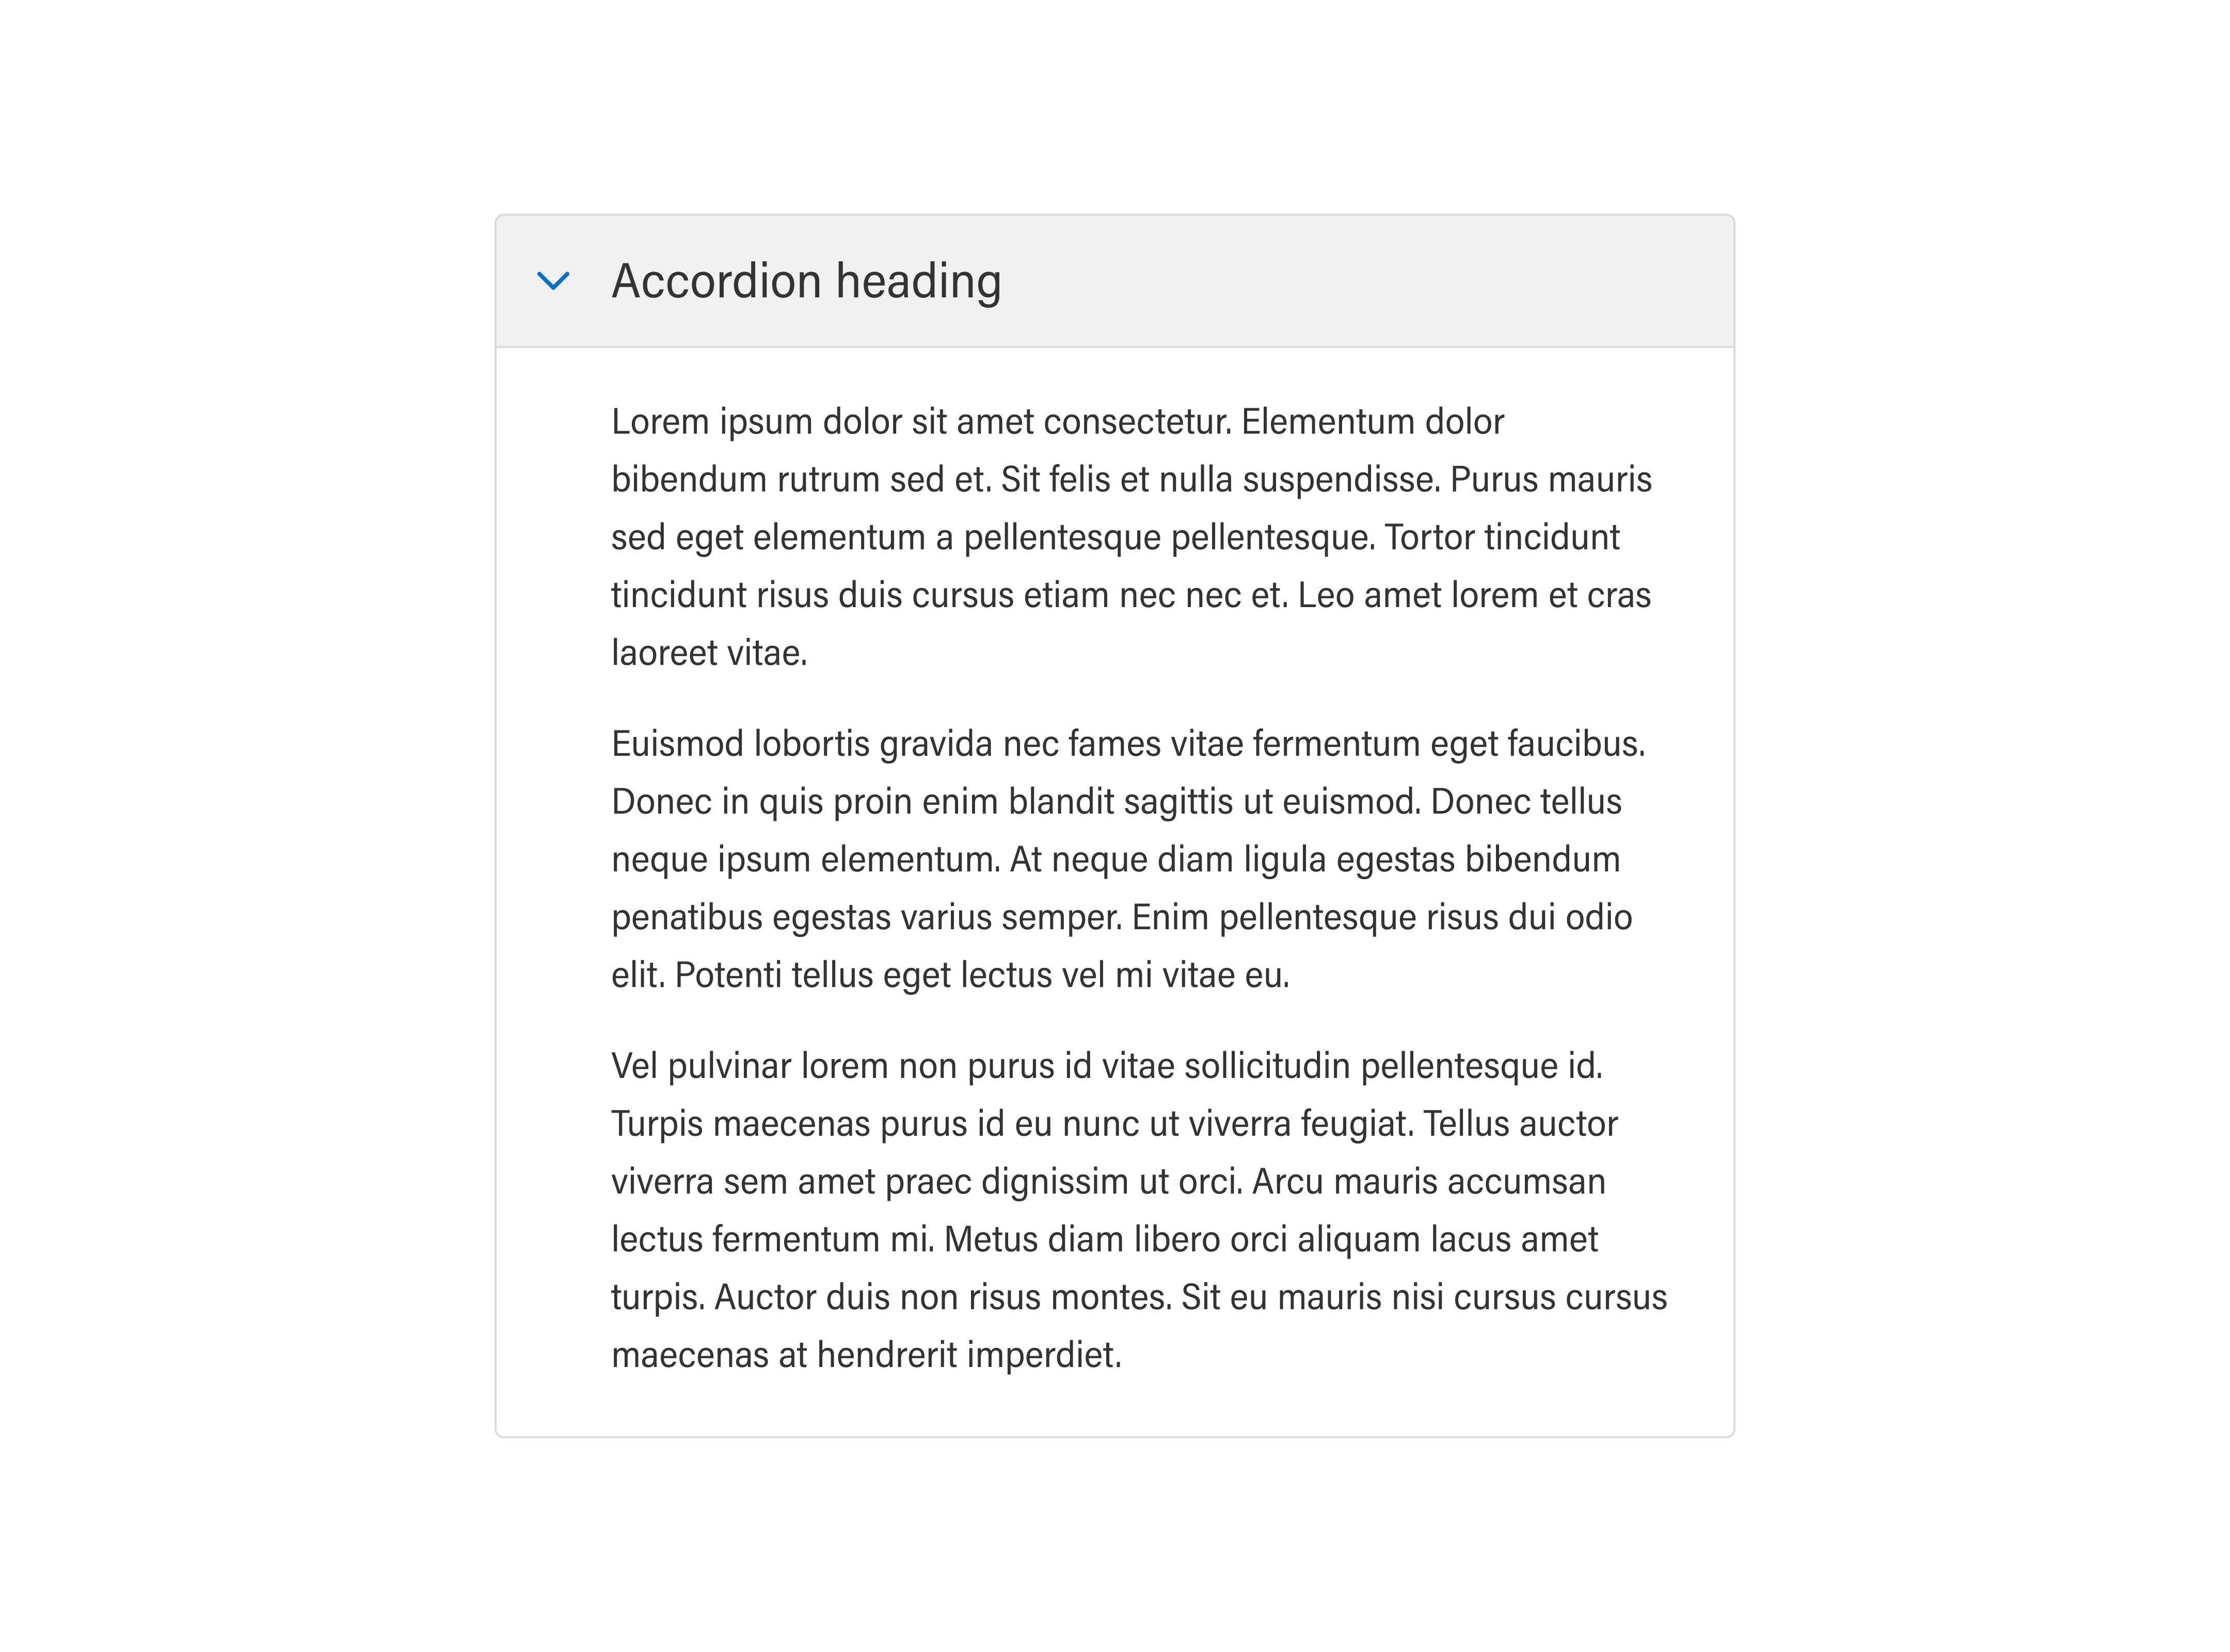 Accordion heading
Lorem ipsum dolor sit amet consectetur. Elementum dolor
bibendum rutrum sed et. Sit felis et nulla suspendisse. Purus mauris
sed eget elementum a pellentesque pellentesque. Tortor tincidunt
tincidunt risus duis cursus etiam nec nec et. Leo amet lorem et cras
laoreet vitae.
Euismod lobortis gravida nec fames vitae fermentum eget faucibus.
Donec in quis proin enim blandit sagittis ut euismod. Donec tellus
neque ipsum elementum. At neque diam ligula egestas bibendum
penatibus egestas varius semper. Enim pellentesque risus dui odio
elit. Potenti tellus eget lectus vel mi vitae eu.
Vel pulvinar lorem non purus id vitae sollicitudin pellentesque id.
Turpis maecenas purus id eu nunc ut viverra feugiat. Tellus auctor
viverra sem amet praec dignissim ut orci. Arcu mauris accumsan
lectus fermentum mi. Metus diam libero orci aliquam lacus amet
turpis. Auctor duis non risus montes. Sit eu mauris nisi cursus cursus
maecenas at hendrerit imperdiet.